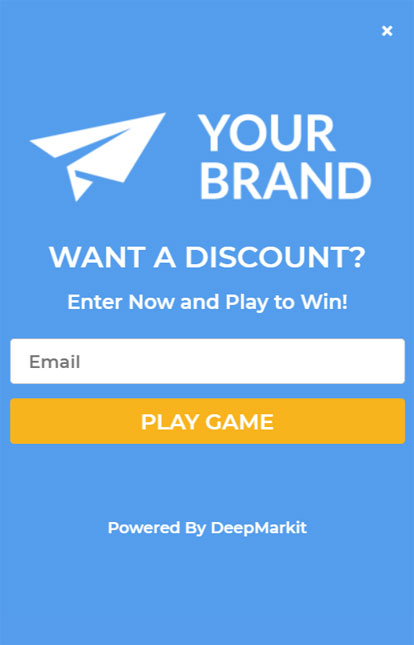 ×
YOUR
BRAND
WANT A DISCOUNT?
Enter Now and Play to Win!
Email
PLAY GAME
Powered By DeepMarkit